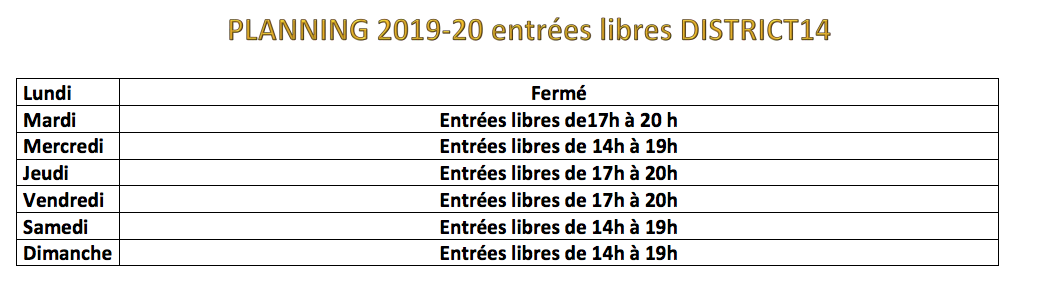 PLANNING 2019-20 entrées libres DISTRICT14
Lundi Fermé
Mardi Entrées libres de17h à 20 h
Mercredi Entrées libres de 14h à 19h
Jeudi Entrées libres de 17h à 20h
Vendredi Entrées libres de 17h à 20h
Samedi Entrées libres de 14h à 19h
Dimanche Entrées libres de 14h à 19h